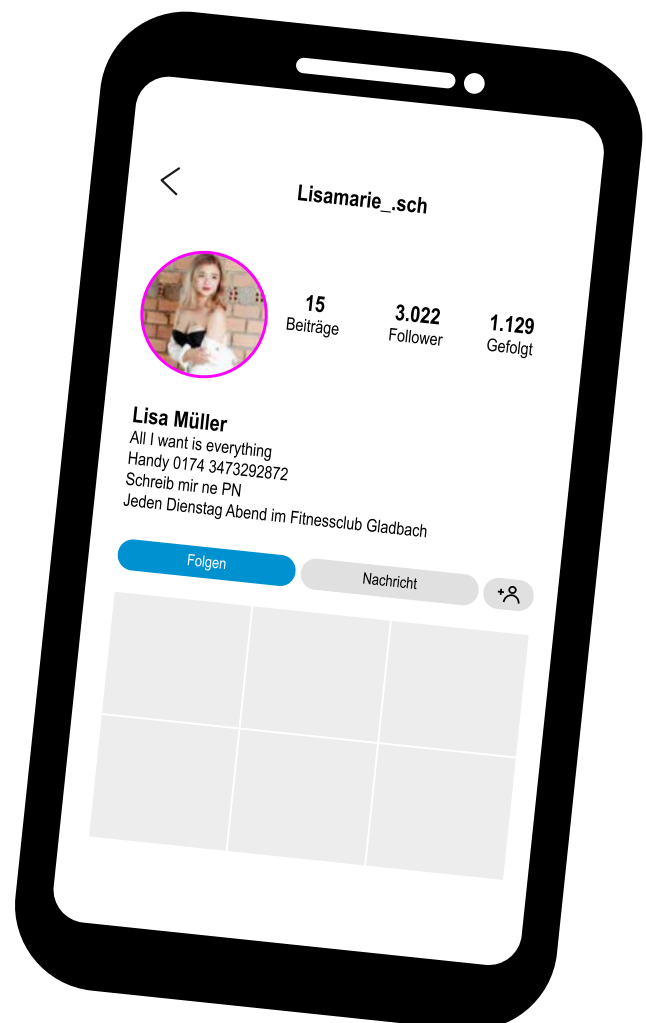 Lisamarie_.sch
15
Beiträge
3.022
Follower
1.129
Gefolgt
Lisa Müller
All I want is everything
Handy 0174 3473292872
Schreib mir ne PN
Jeden Dienstag Abend im Fitnessclub Gladbach
Folgen
Nachricht